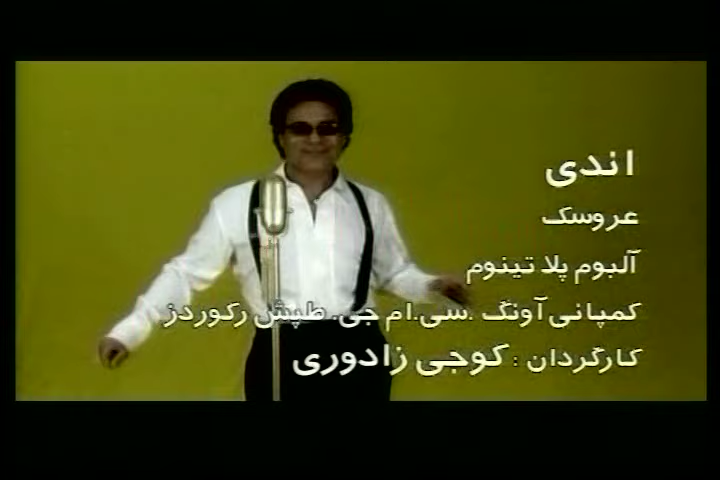 اندی
عروسک
آلبوم پلا تینوم
کمپانی آونگ .سی.ام جی. طپش رکوردز
کارگردان : کوجی زادوری